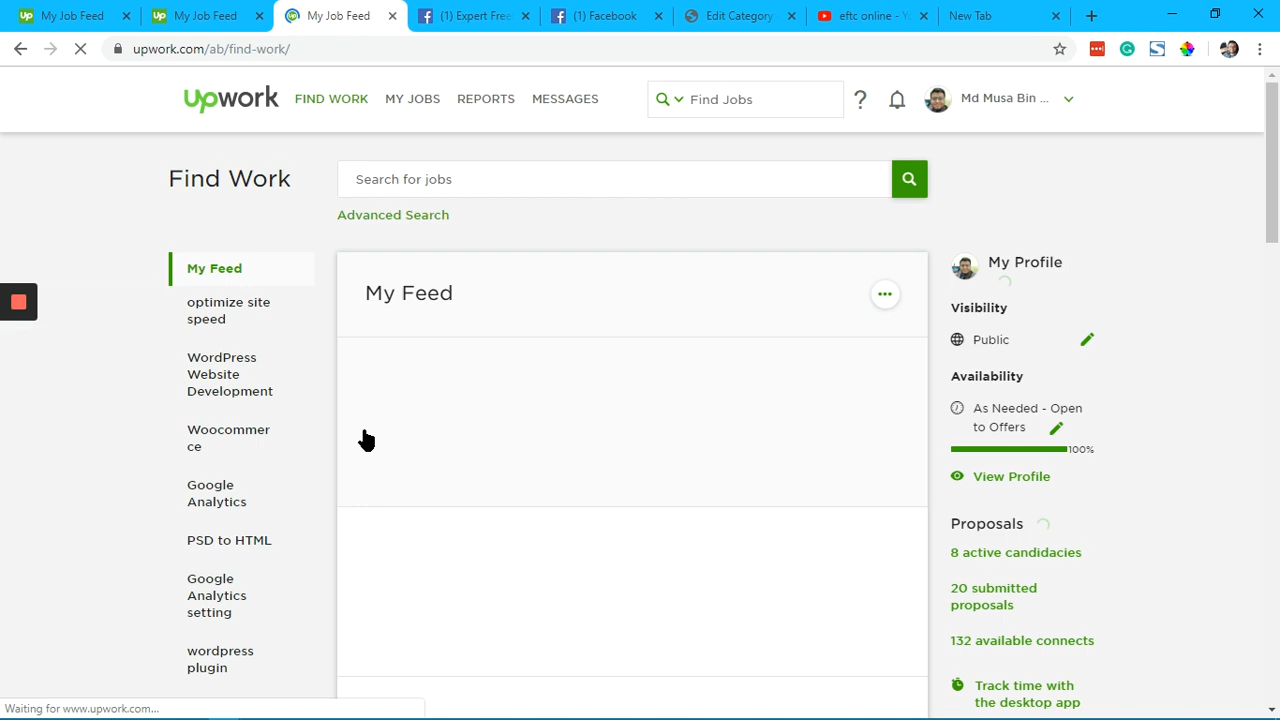 My Job Feed
My Job Feed
My Job Feed
(1) Expert Free
(1) Facebook
Edit Category
eftc online - Yo
New Tab
upwork.com/ab/find-work/
upwork
FIND WORK
MY JOBS
REPORTS
MESSAGES
Find Jobs
?
Md Musa Bin ...
Find Work
Search for jobs
Advanced Search
My Feed
optimize site
speed
WordPress
Website
Development
Woocommer
ce
Google
Analytics
PSD to HTML
Google
Analytics
setting
wordpress
plugin
My Feed
My Profile
Visibility
Public
Availability
As Needed - Open
to Offers
100%
View Profile
Proposals
8 active candidacies
20 submitted
proposals
132 available connects
Track time with
the desktop app
Waiting for www.upwork.com...